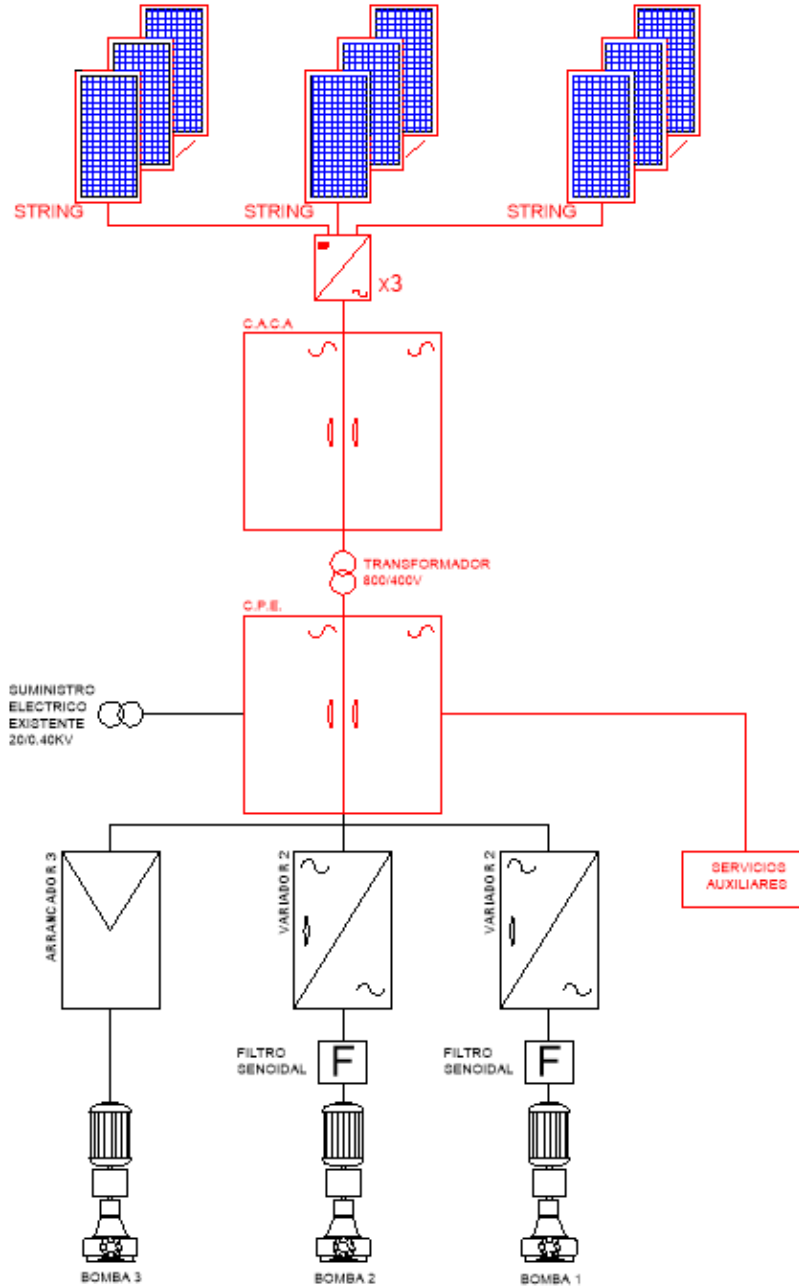 STRING
STRING
STRING
X3
C.A.C.A
TRANSFORMADOR
800/400V
C.P.E.
SUMINISTRO
ELECTRICO
EXISTENTE
20/0.40KV
ARRANCADOR 3
VARIADOR 2
VARIADOR 2
SERVICIOS
AUXILIARES
FILTRO
SENOIDAL
F
FILTRO
SENOIDAL
F
BOMBA 3
BOMBA 2
BOMBA 1